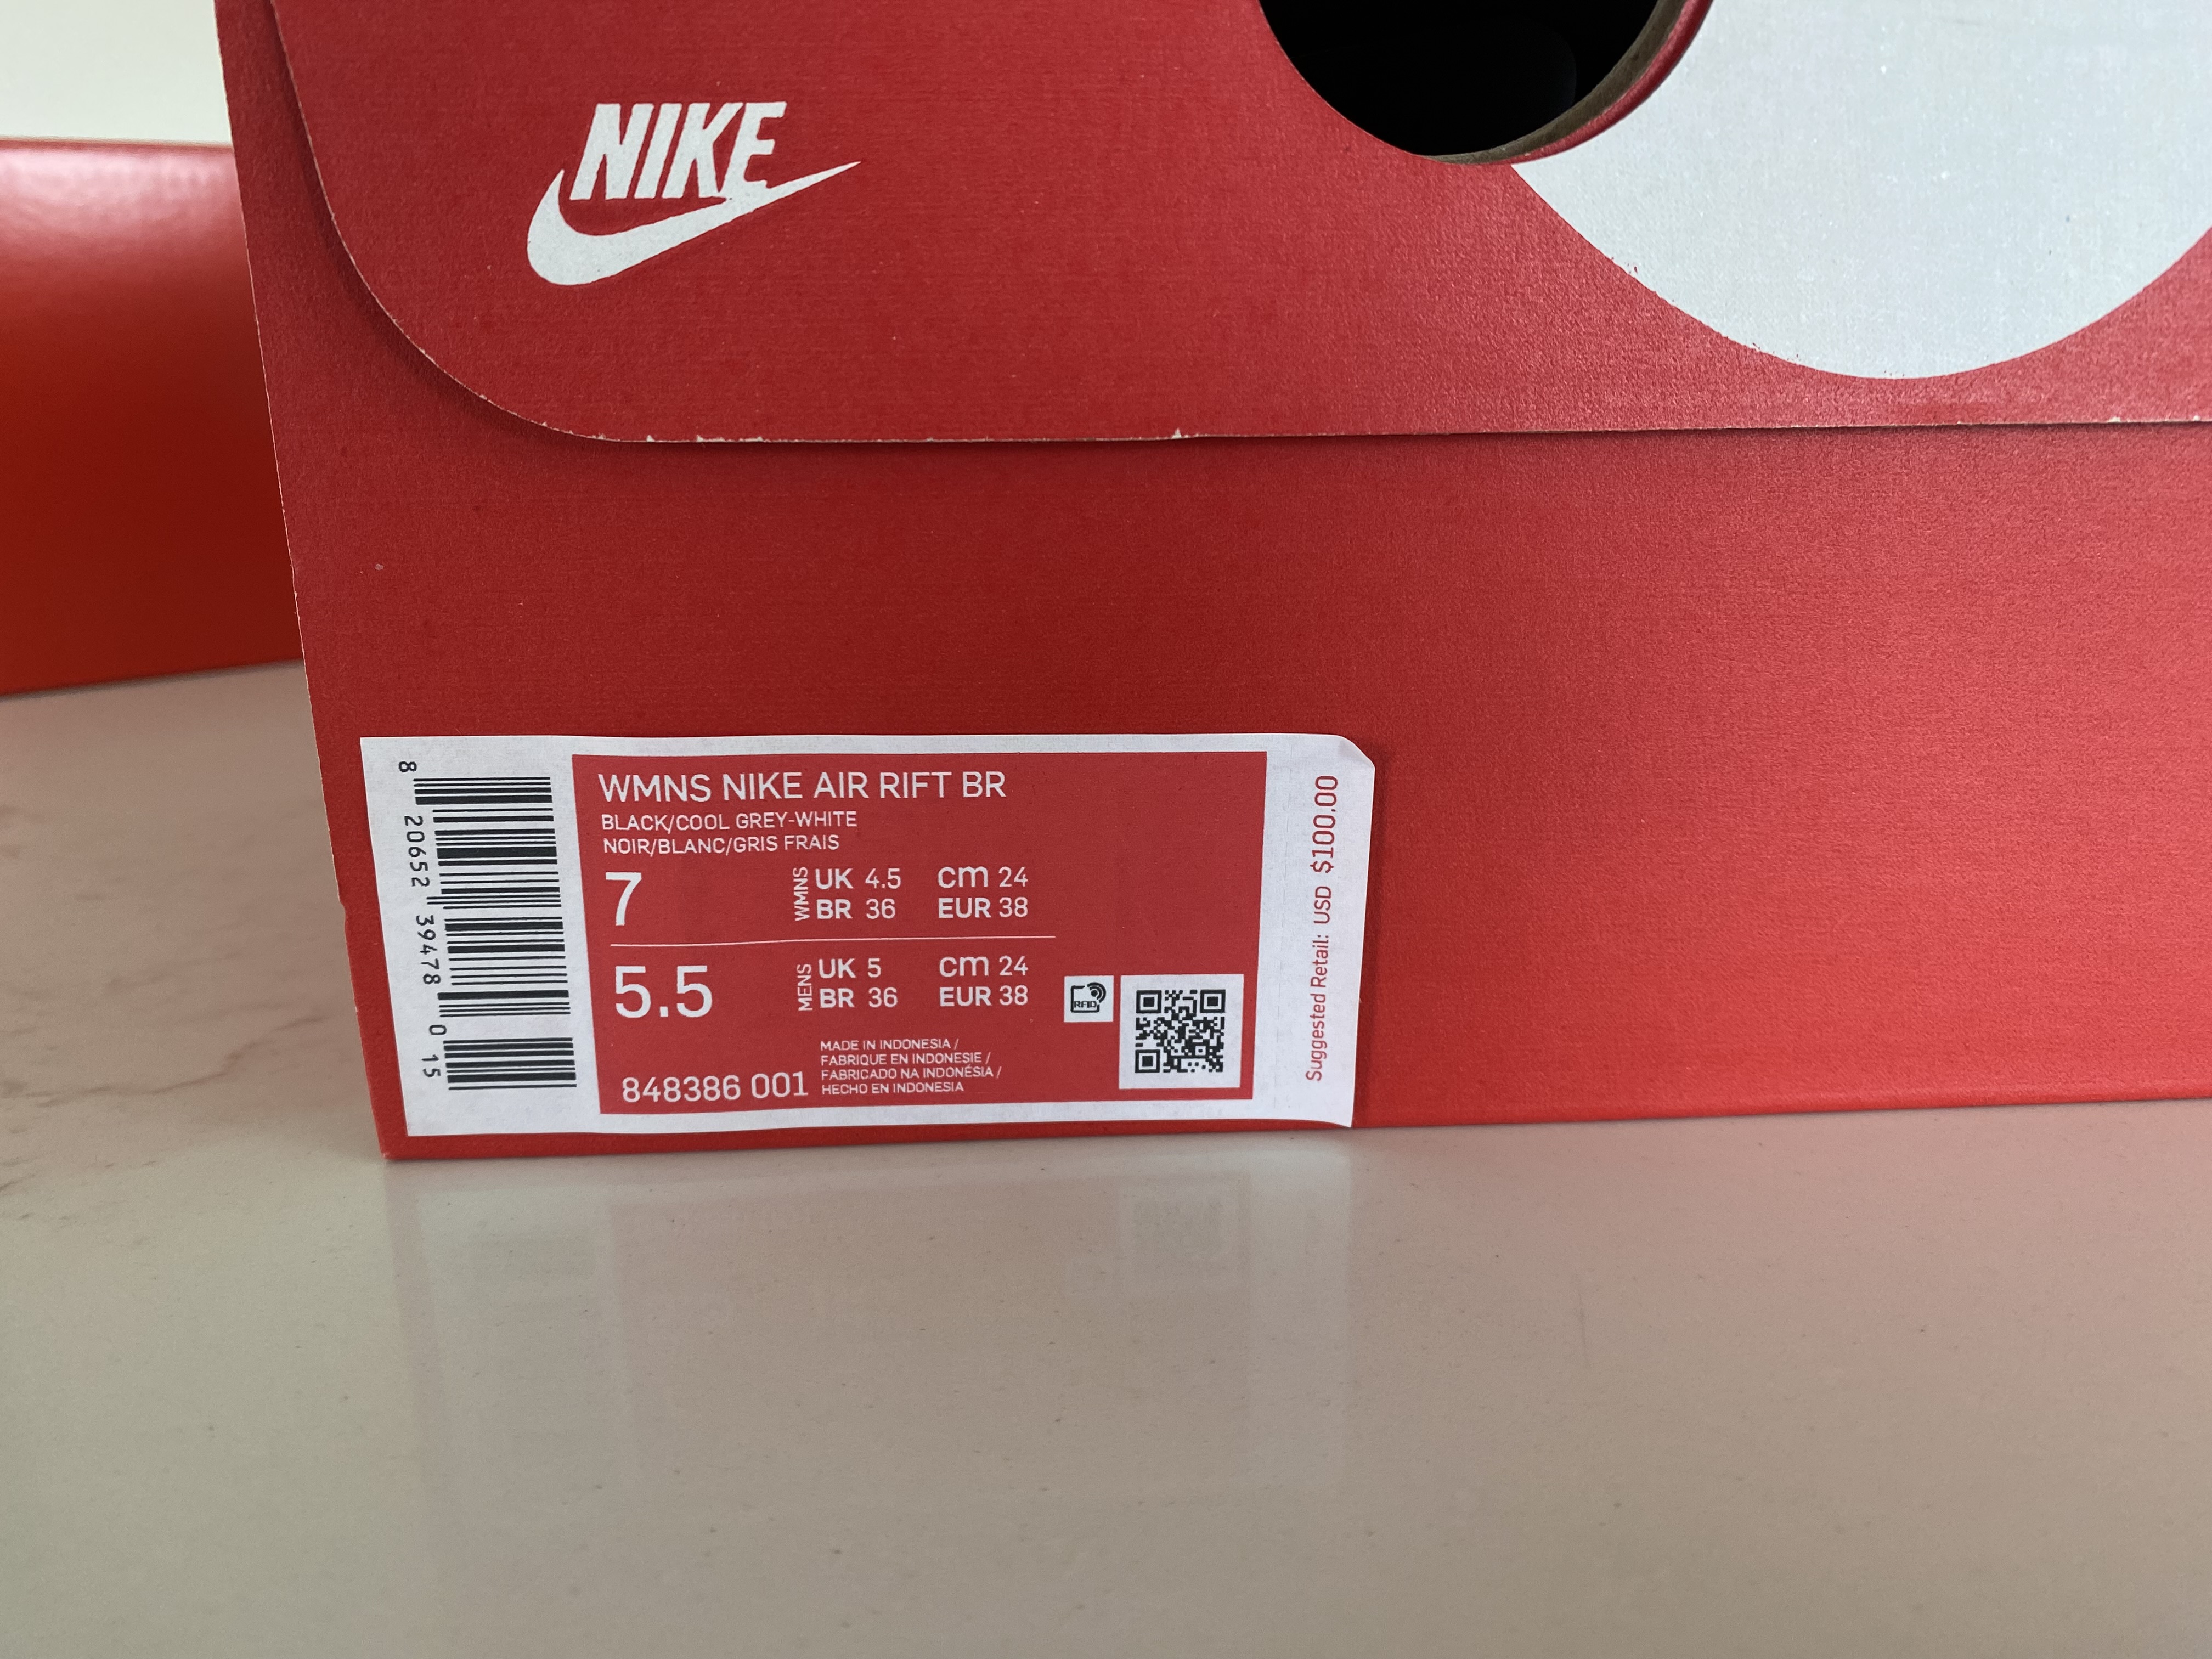 NIKE
8 20652 39478 0 15
WMNS NIKE AIR RIFT BR
BLACK/COOL GREY-WHITE
NOIR/BLANC/GRIS FRAIS
7 WMNS UK 4.5 cm 24
BR 36 EUR 38
5.5 MENS UK 5 cm 24
BR 36 EUR 38
RFID
MADE IN INDONESIA /
FABRIQUE EN INDONESIE /
FABRICADO NA INDONÉSIA /
HECHO EN INDONESIA
848386 001
Suggested Retail: USD $100.00